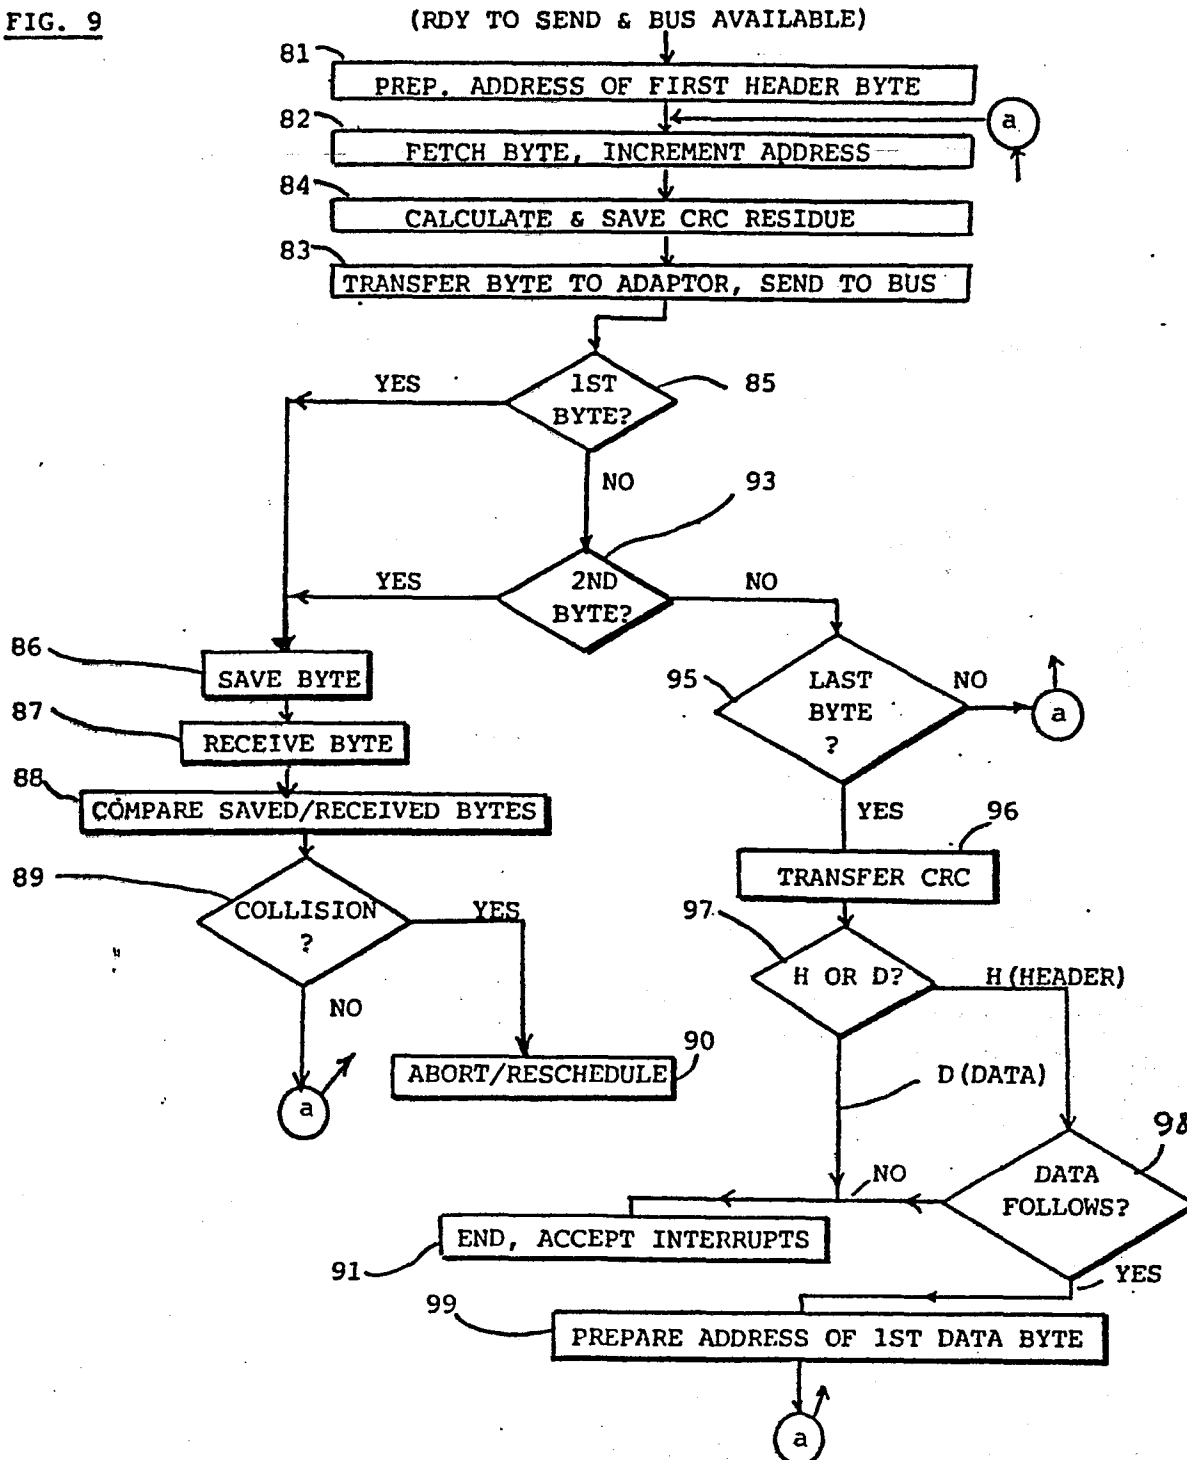 FIG. 9
(RDY TO SEND & BUS AVAILABLE)
81
PREP. ADDRESS OF FIRST HEADER BYTE
82
a
FETCH BYTE, INCREMENT ADDRESS
84
CALCULATE & SAVE CRC RESIDUE
83
TRANSFER BYTE TO ADAPTOR, SEND TO BUS
YES
1ST
BYTE?
85
NO
93
YES
2ND
BYTE?
NO
86
SAVE BYTE
95
LAST
BYTE
?
NO
a
87
RECEIVE BYTE
88
COMPARE SAVED/RECEIVED BYTES
YES
96
TRANSFER CRC
89
COLLISION
?
YES
97
H OR D?
H(HEADER)
NO
90
ABORT/RESCHEDULE
D(DATA)
a
98
DATA
FOLLOWS?
NO
END, ACCEPT INTERRUPTS
91
YES
99
PREPARE ADDRESS OF 1ST DATA BYTE
a